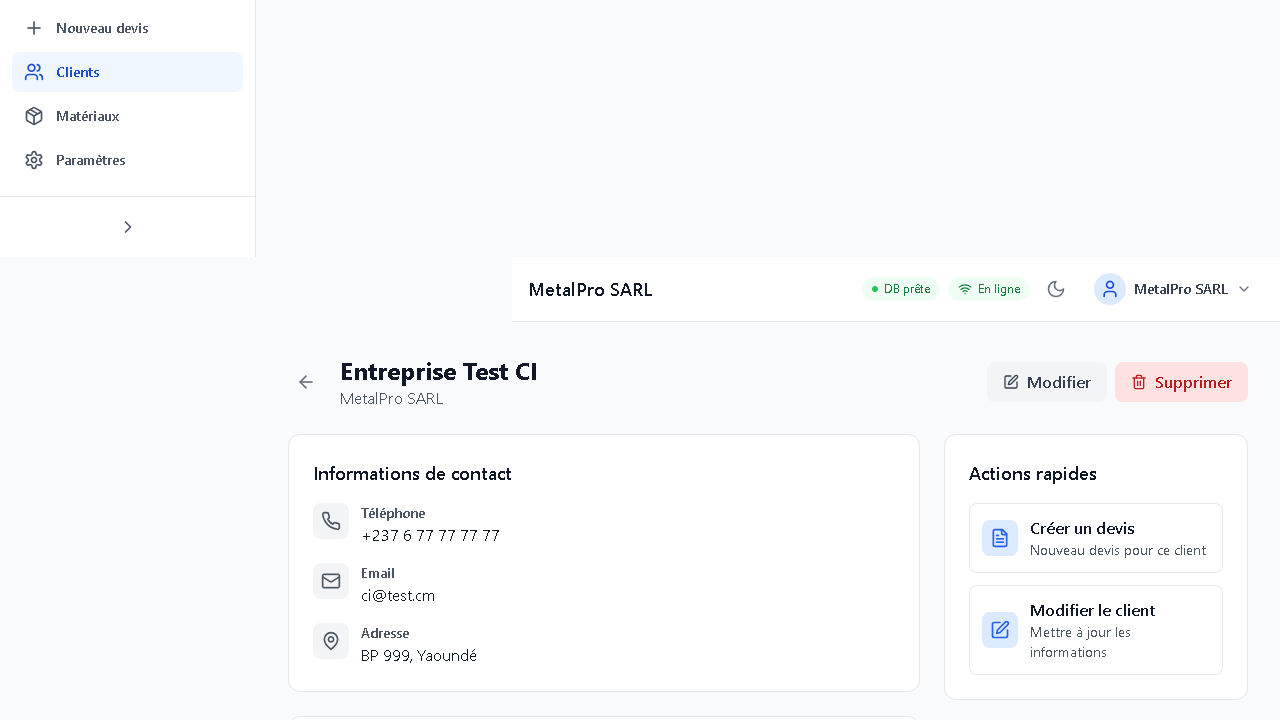 Nouveau devis
Clients
Matériaux
Paramètres
MetalPro SARL
DB prête
En ligne
MetalPro SARL
Entreprise Test CI
MetalPro SARL
Modifier
Supprimer
Informations de contact
Téléphone
+237 6 77 77 77 77
Email
ci@test.cm
Adresse
BP 999, Yaoundé
Actions rapides
Créer un devis
Nouveau devis pour ce client
Modifier le client
Mettre à jour les
informations